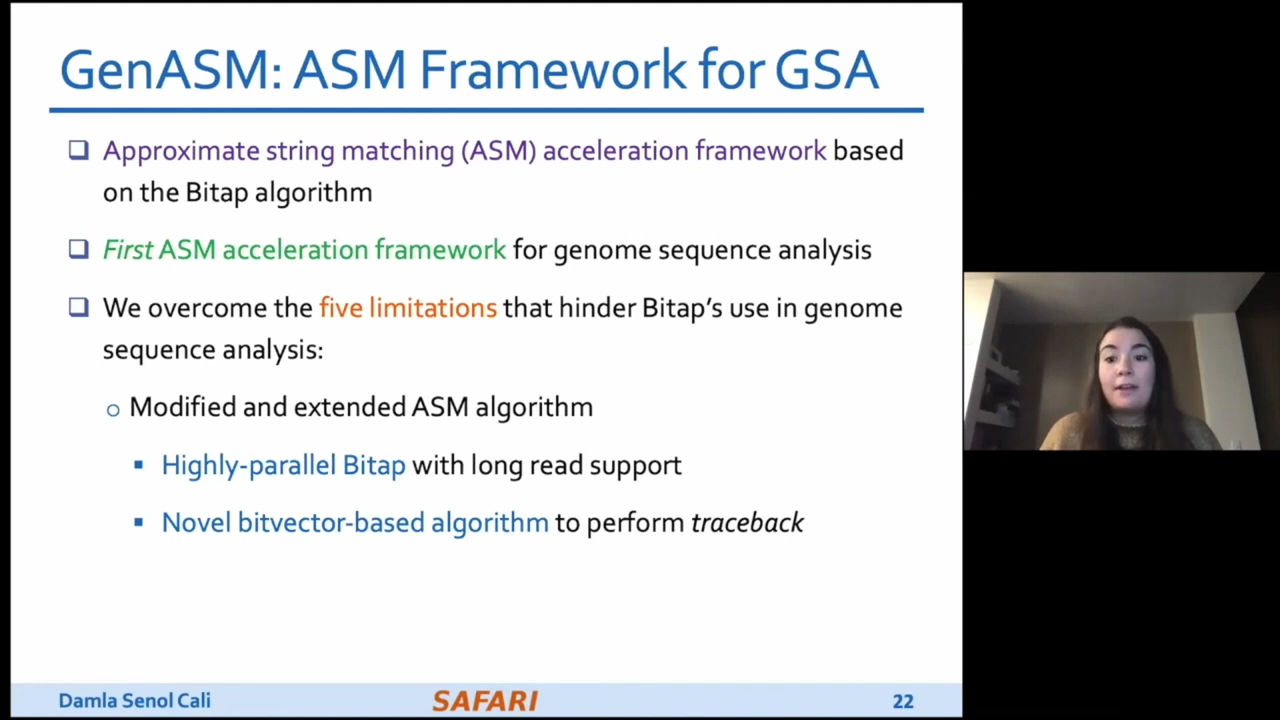 GenASM: ASM Framework for GSA
Approximate string matching (ASM) acceleration framework based
on the Bitap algorithm
First ASM acceleration framework for genome sequence analysis
We overcome the five limitations that hinder Bitap's use in genome
sequence analysis:
Modified and extended ASM algorithm
Highly-parallel Bitap with long read support
Novel bitvector-based algorithm to perform traceback
Damla Senol Cali
SAFARI
22